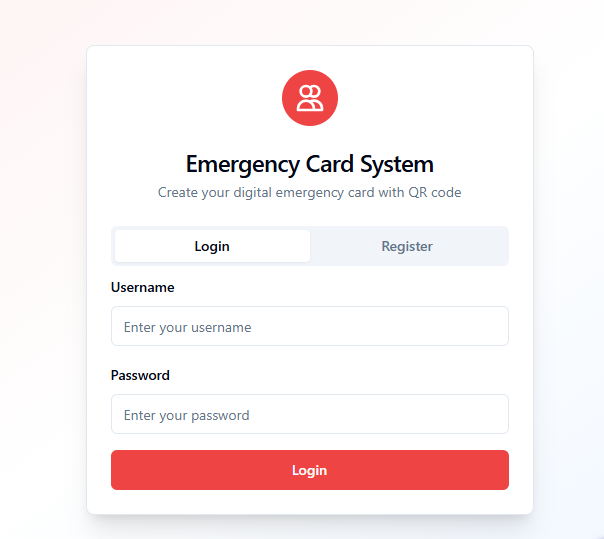 Emergency Card System
Create your digital emergency card with QR code
Login Register
Username
Enter your username
Password
Enter your password
Login